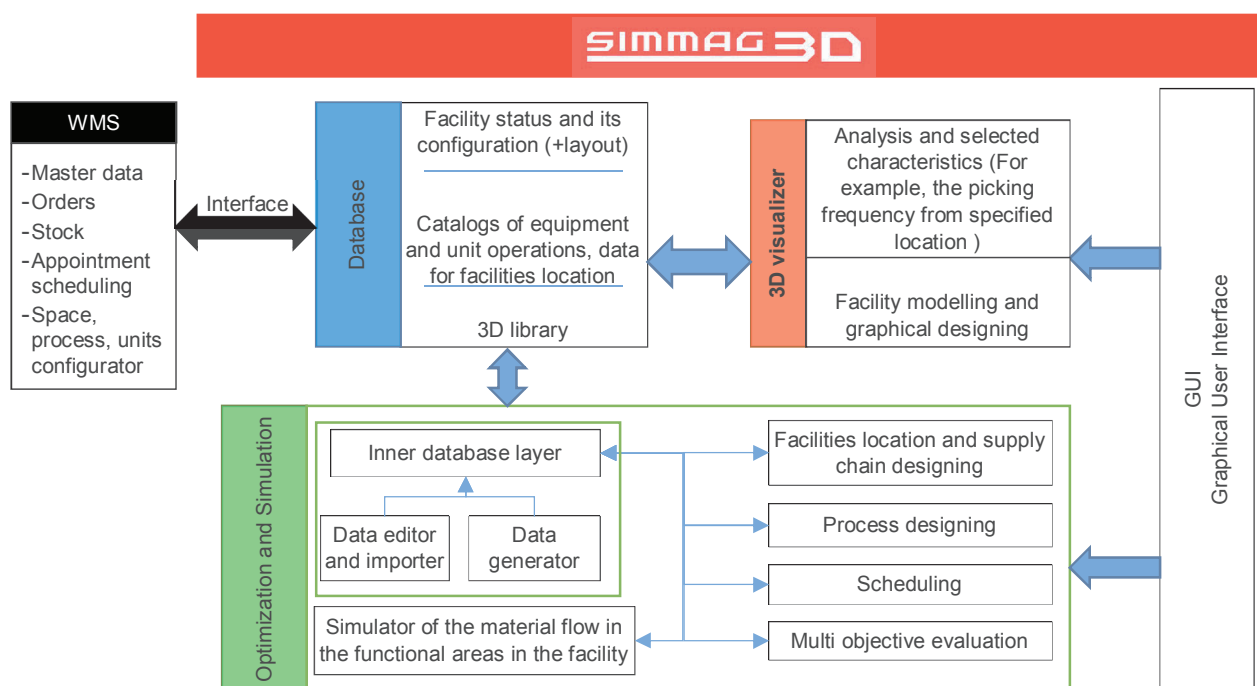 SIMMAG 3D
WMS
-Master data
-Orders
-Stock
-Appointment
scheduling
-Space,
process, units
configurator
Interface
Database
Facility status and its
configuration (+layout)
Catalogs of equipment
and unit operations, data
for facilities location
3D library
3D visualizer
Analysis and selected
characteristics (For
example, the picking
frequency from specified
location )
Facility modelling and
graphical designing
GUI
Graphical User Interface
Optimization and Simulation
Inner database layer
Data editor
and importer
Data
generator
Simulator of the material flow in
the functional areas in the facility
Facilities location and supply
chain designing
Process designing
Scheduling
Multi objective evaluation